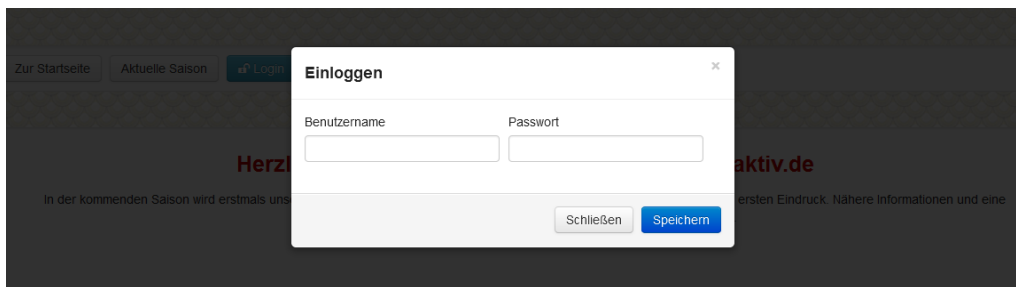 Zur Startseite Aktuelle Saison Login
Einloggen ×
Benutzername Passwort
Herzl aktiv.de
In der kommenden Saison wird erstmals uns ersten Eindruck. Nähere Informationen und eine
Schließen Speichern